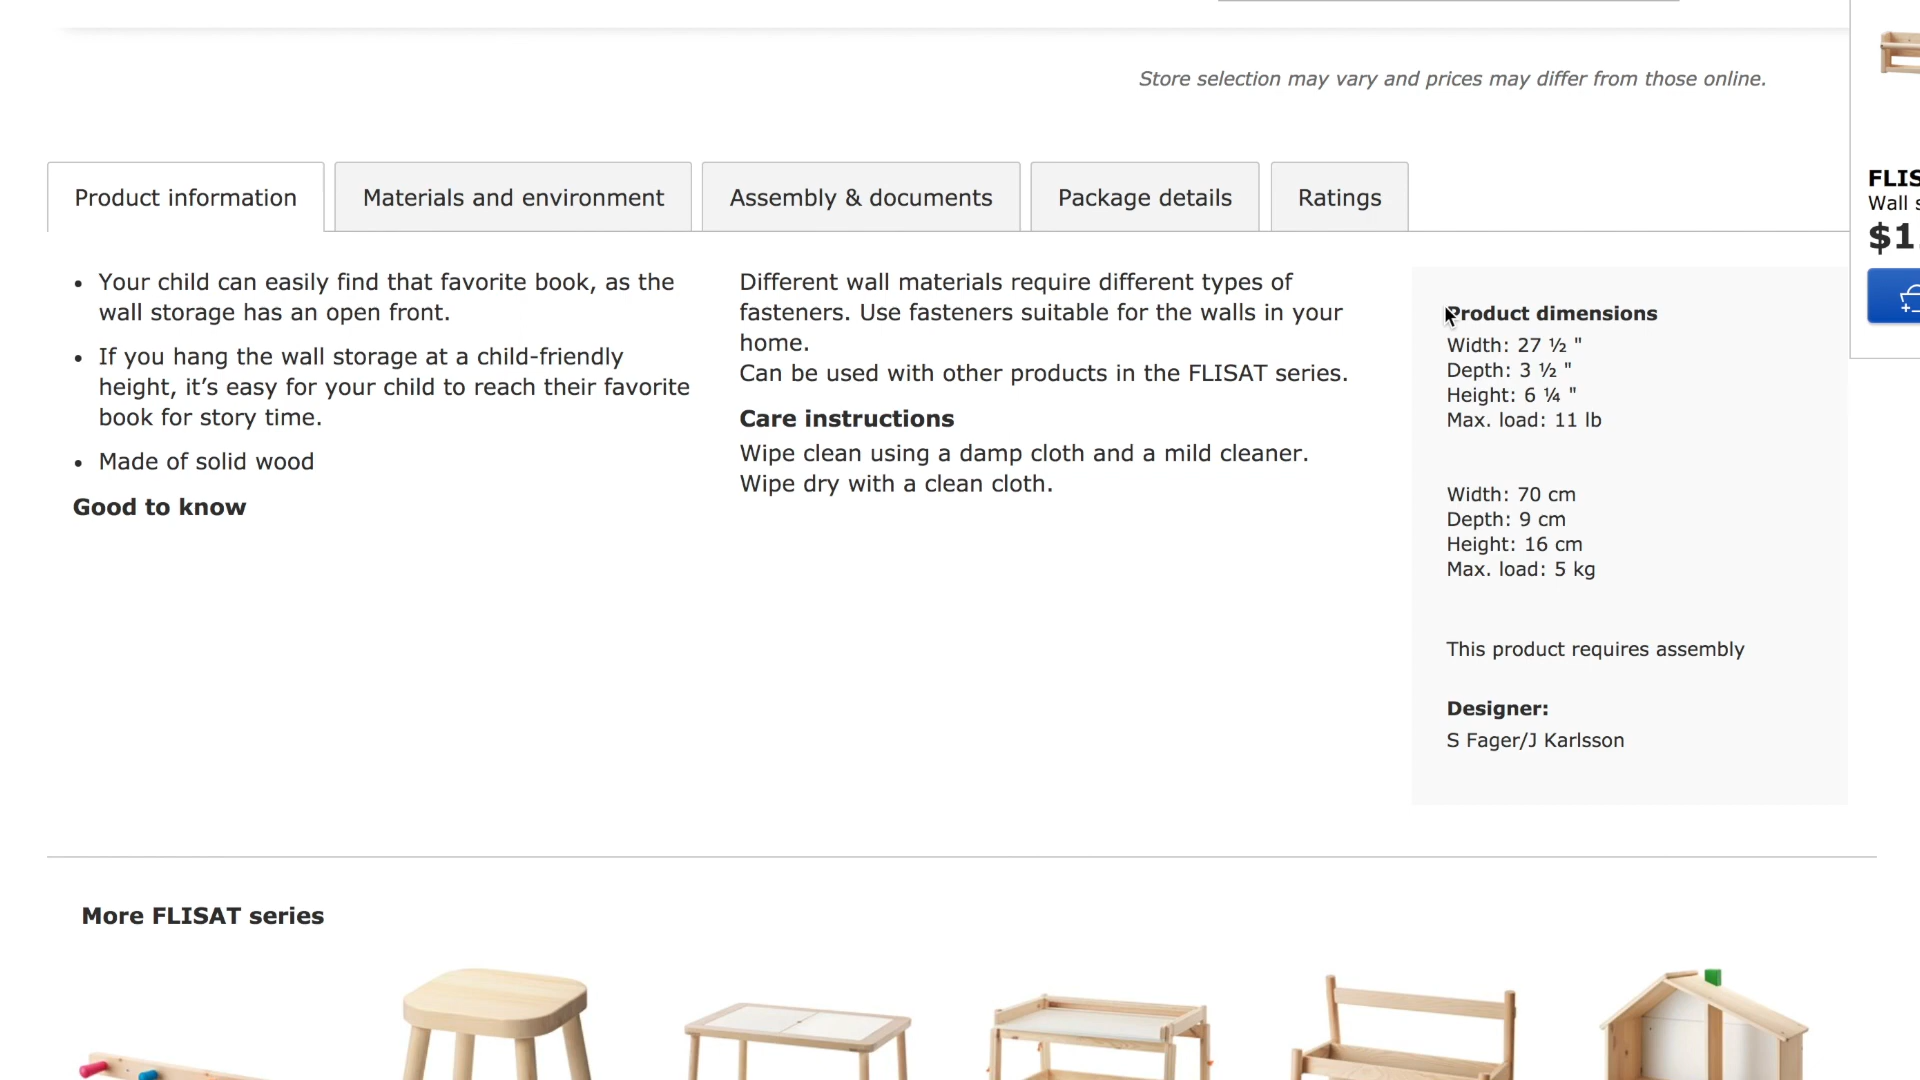 Store selection may vary and prices may differ from those online.
Product information
Materials and environment
Assembly & documents
Package details
Ratings
• Your child can easily find that favorite book, as the
wall storage has an open front.
• If you hang the wall storage at a child-friendly
height, it’s easy for your child to reach their favorite
book for story time.
• Made of solid wood
Good to know
Different wall materials require different types of
fasteners. Use fasteners suitable for the walls in your
home.
Can be used with other products in the FLISAT series.
Care instructions
Wipe clean using a damp cloth and a mild cleaner.
Wipe dry with a clean cloth.
Product dimensions
Width: 27 ½ "
Depth: 3 ½ "
Height: 6 ¼ "
Max. load: 11 lb
Width: 70 cm
Depth: 9 cm
Height: 16 cm
Max. load: 5 kg
This product requires assembly
Designer:
S Fager/J Karlsson
Wall
More FLISAT series